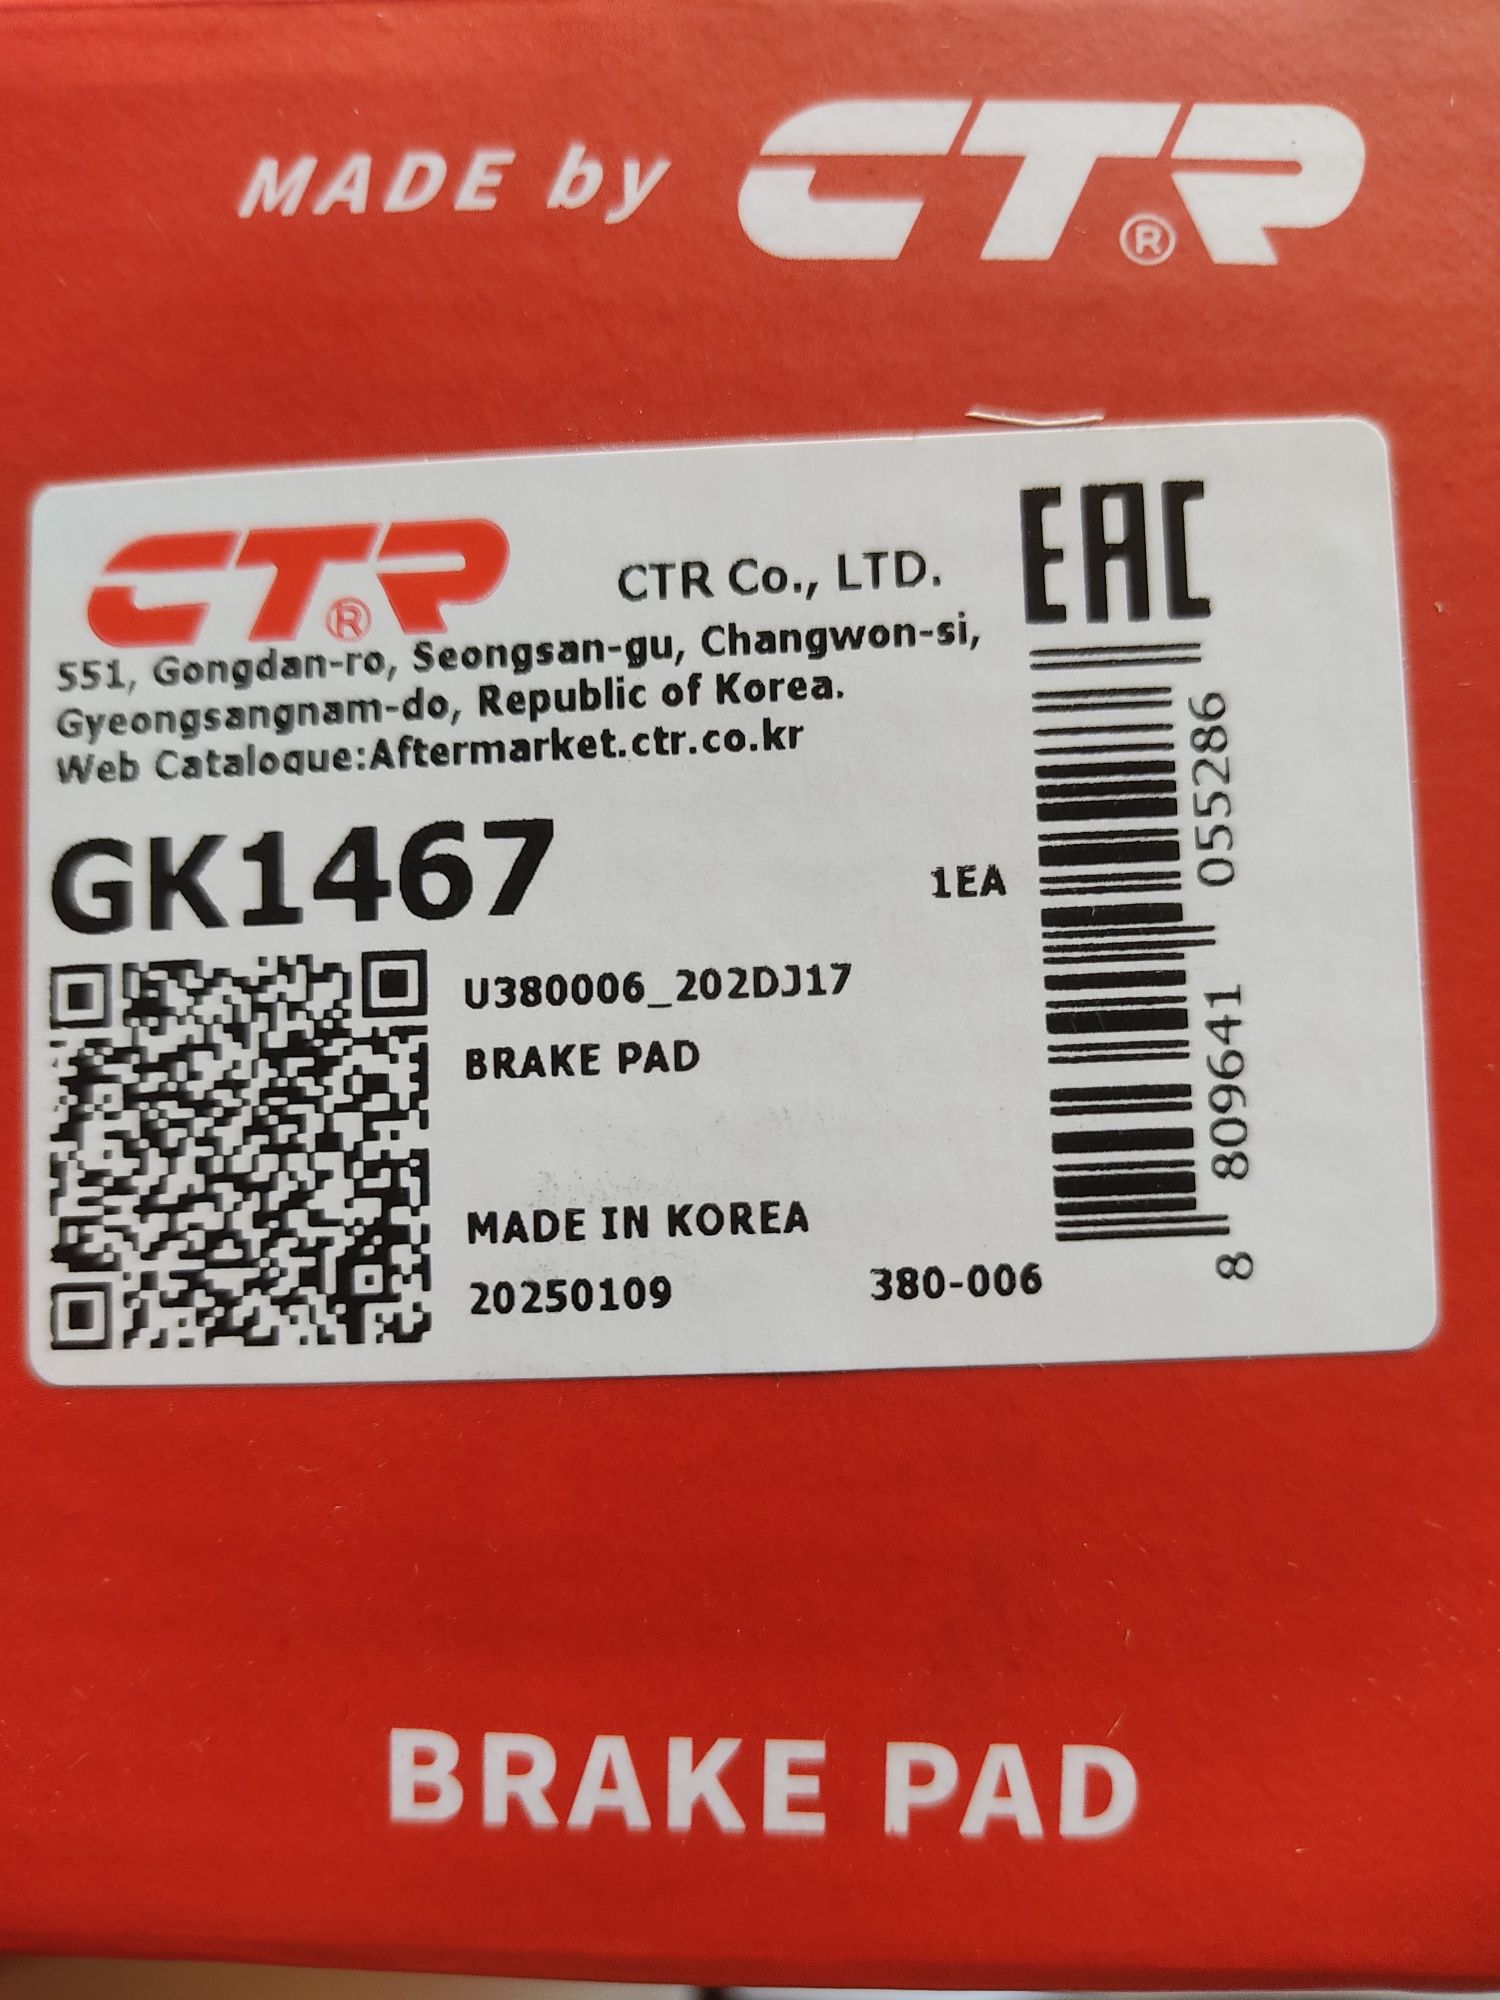 MADE by CTR®
CTR® CTR Co., LTD. EAC
551, Gongdan-ro, Seongsan-gu, Changwon-si,
Gyeongsangnam-do, Republic of Korea.
Web Catalogue:Aftermarket.ctr.co.kr
GK1467
1EA
U380006_202DJ17
BRAKE PAD
MADE IN KOREA
20250109 380-006
8 809641 055286
BRAKE PAD